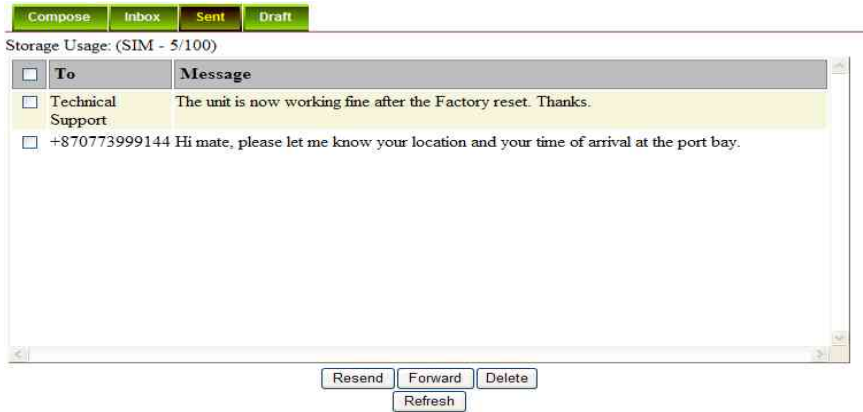 Compose Inbox Sent Draft
Storage Usage: (SIM - 5/100)
To Message
Technical Support The unit is now working fine after the Factory reset. Thanks.
+870773999144 Hi mate, please let me know your location and your time of arrival at the port bay.
Resend Forward Delete
Refresh